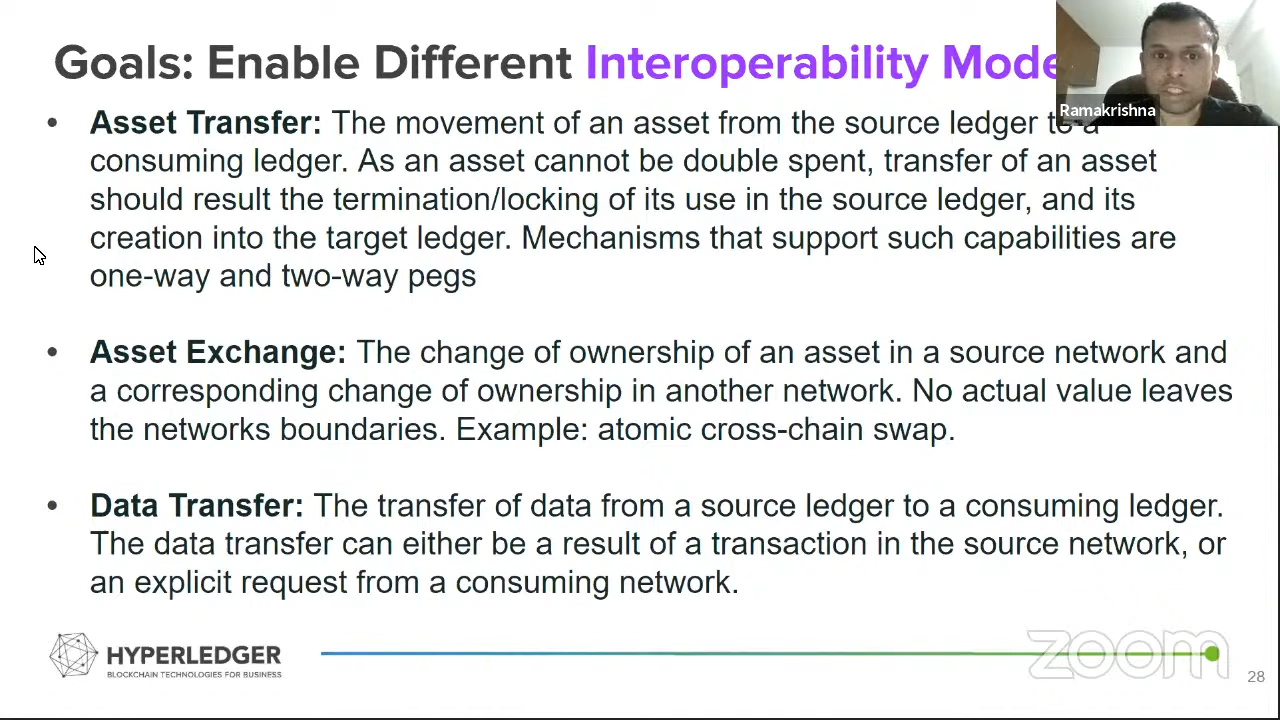 Goals: Enable Different Interoperability Mode
Ramakrishna
• Asset Transfer: The movement of an asset from the source ledger to a
consuming ledger. As an asset cannot be double spent, transfer of an asset
should result the termination/locking of its use in the source ledger, and its
creation into the target ledger. Mechanisms that support such capabilities are
one-way and two-way pegs
• Asset Exchange: The change of ownership of an asset in a source network and
a corresponding change of ownership in another network. No actual value leaves
the networks boundaries. Example: atomic cross-chain swap.
• Data Transfer: The transfer of data from a source ledger to a consuming ledger.
The data transfer can either be a result of a transaction in the source network, or
an explicit request from a consuming network.
HYPERLEDGER
BLOCKCHAIN TECHNOLOGIES FOR BUSINESS
zoom
28